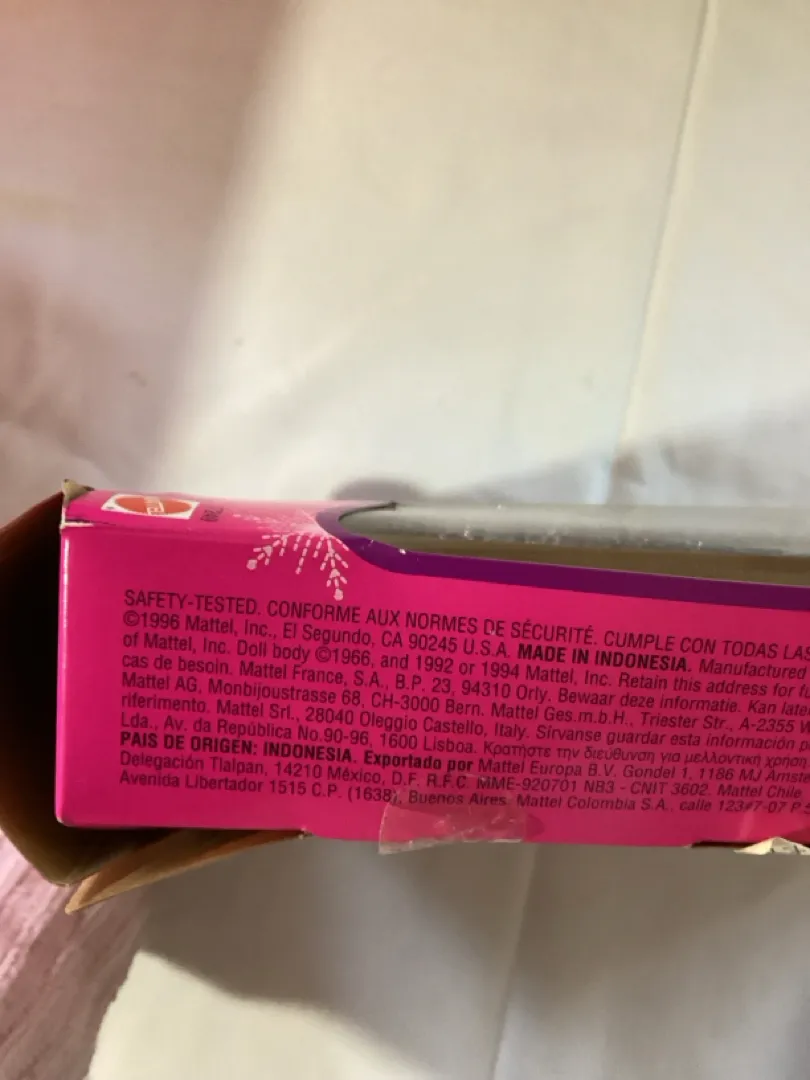 MATTEL
SAFETY-TESTED. CONFORME AUX NORMES DE SÉCURITÉ. CUMPLE CON TODAS LAS
©1996 Mattel, Inc., El Segundo, CA 90245 U.S.A. MADE IN INDONESIA. Manufactured
of Mattel, Inc. Doll body ©1966, and 1992 or 1994 Mattel, Inc. Retain this address for
cas de besoin. Mattel France, S.A., B.P. 23, 94310 Orly. Bewaar deze informatie. Kan
Mattel AG, Monbijoustrasse 68, CH-3000 Bern. Mattel Ges.m.b.H., Triester Str., A-2355
riferimento. Mattel Srl., 28040 Oleggio Castello, Italy. Sírvanse guardar esta información
Lda., Av. da República No.90-96, 1600 Lisboa. Κρατήστε την διεύθυνση για μελλοντική χρήση
PAIS DE ORIGEN: INDONESIA. Exportado por Mattel Europa B.V. Gondel 1, 1186 MJ
Delegación Tlalpan, 14210 México, D.F. R.F.C. MME-920701 NB3 - CNIT 3602. Mattel Chile
Avenida Libertador 1515 C.P. (1638), Buenos Aires. Mattel Colombia S.A., calle 123#7-07